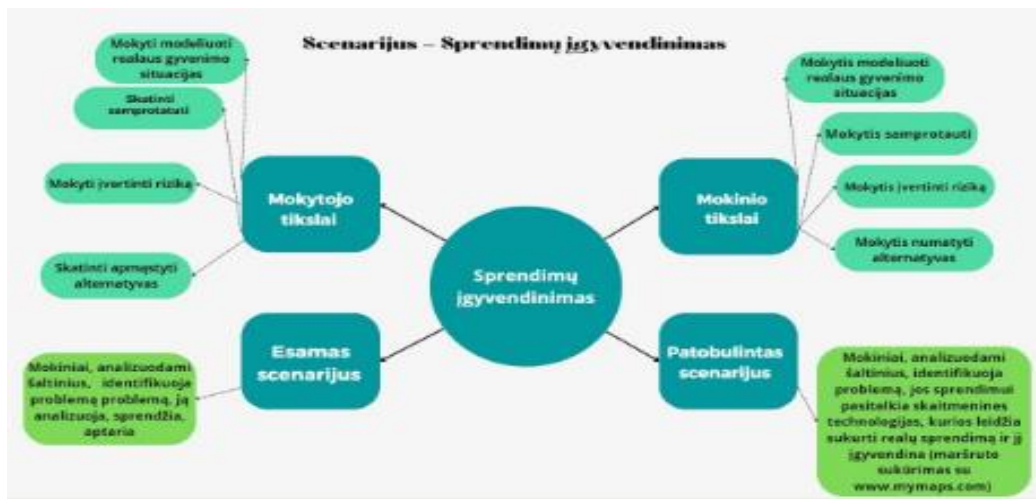 Scenarijus – Sprendimų įgyvendinimas
Mokyti modeliuoti
realaus gyvenimo
situacijas
Skatinti
samprotauti
Mokyti įvertinti riziką
Skatinti apmąstyti
alternatyvas
Mokytojo
tikslai
Mokinio
tikslai
Mokytis modeliuoti
realaus gyvenimo
situacijas
Mokytis samprotauti
Mokytis įvertinti riziką
Mokytis numatyti
alternatyvas
Sprendimų
įgyvendinimas
Esamas
scenarijus
Mokiniai, analizuodami
šaltinius, identifikuoja
problemą problemą, ją
analizuoja, sprendžia,
aptaria
Patobulintas
scenarijus
Mokiniai, analizuodami
šaltinius, identifikuoja
problemą, jos sprendimui
pasitelkia skaitmenines
technologijas, kurios leidžia
sukurti realų sprendimą ir jį
įgyvendina (maršruto
sukūrimas su
www.mymaps.com)